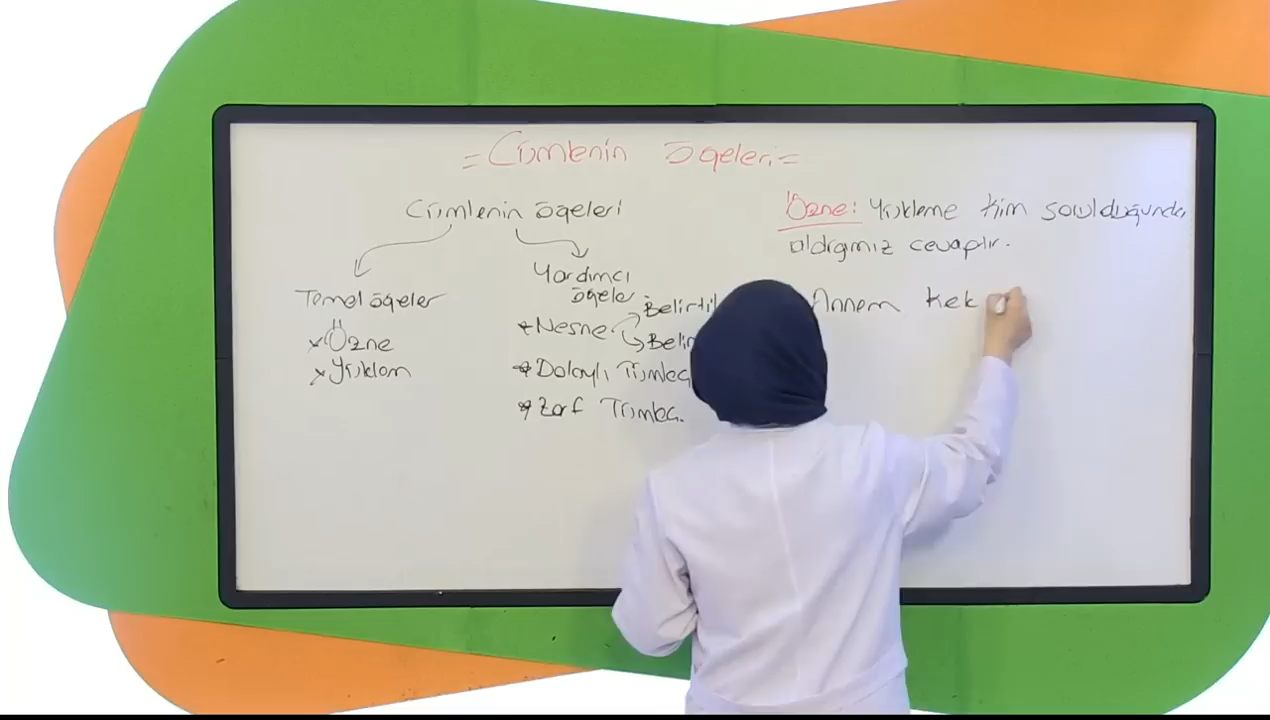 = Cümlenin Ögeleri =
Cümlenin ögeleri
Temel ögeler
* Özne
* Yüklem
Yardımcı
ögeler
* Nesne
Belirtil
Belir
* Dolaylı Tümleç
* Zarf Tümleç.
Özne: Yükleme kim sorulduğunda
aldığımız cevaptır.
Annem kek